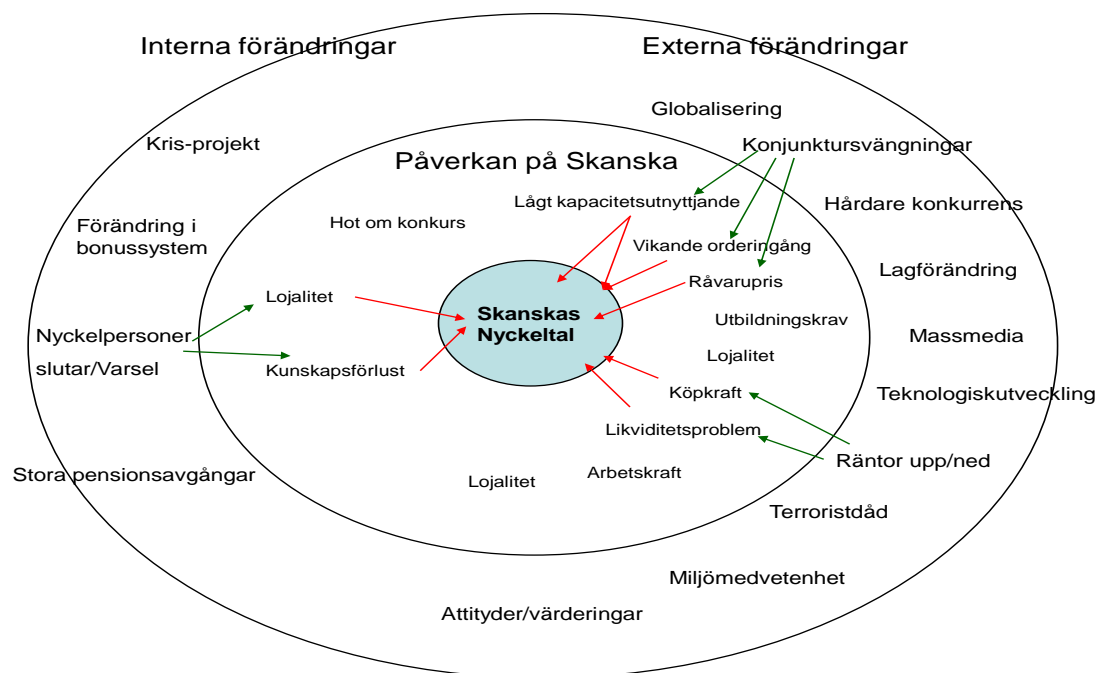 Interna förändringar
Externa förändringar
Globalisering
Kris-projekt
Konjunktursvängningar
Påverkan på Skanska
Lågt kapacitetsutnyttjande
Hårdare konkurrens
Förändring i
bonussystem
Hot om konkurs
Vikande orderingång
Lagförändring
Råvarupris
Lojalitet
Skanskas
Nyckeltal
Utbildningskrav
Nyckelpersoner
slutar/Varsel
Massmedia
Lojalitet
Kunskapsförlust
Köpkraft
Teknologiskutveckling
Likviditetsproblem
Räntor upp/ned
Stora pensionsavgångar
Arbetskraft
Lojalitet
Terroristdåd
Miljömedvetenhet
Attityder/värderingar